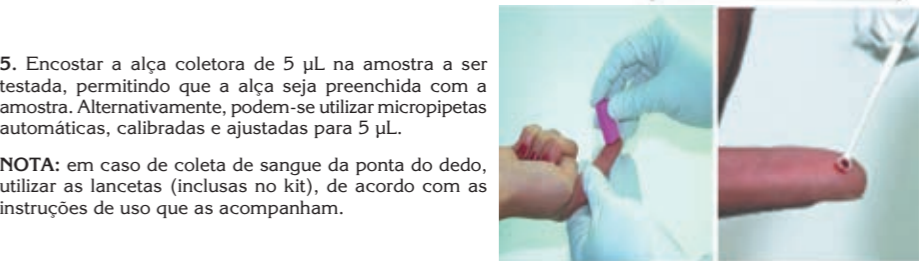 5. Encostar a alça coletora de 5 µL na amostra a ser
testada, permitindo que a alça seja preenchida com a
amostra. Alternativamente, podem-se utilizar micropipetas
automáticas, calibradas e ajustadas para 5 µL.
NOTA: em caso de coleta de sangue da ponta do dedo,
utilizar as lancetas (inclusas no kit), de acordo com as
instruções de uso que as acompanham.